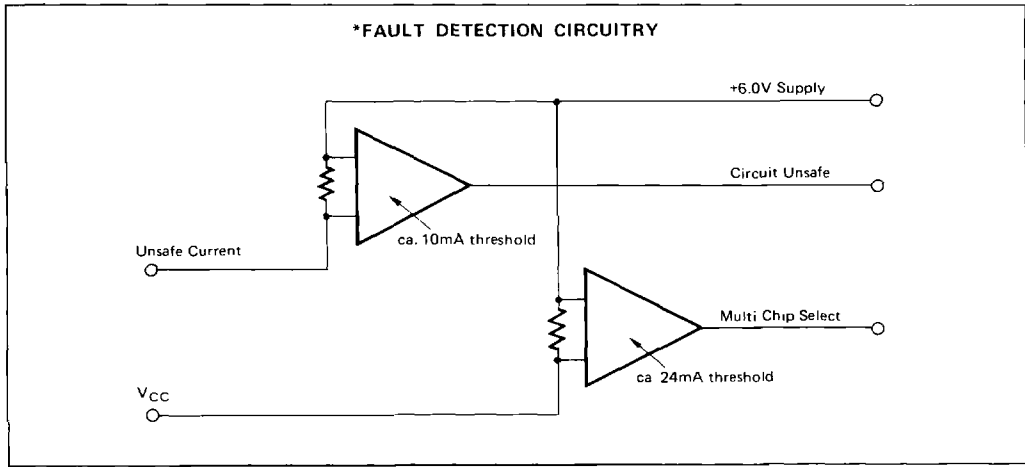 *FAULT DETECTION CIRCUITRY
+6.0V Supply
Circuit Unsafe
ca. 10mA threshold
Unsafe Current
Multi Chip Select
ca 24mA threshold
VCC